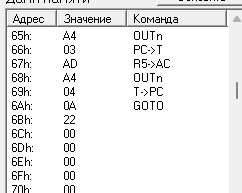 Адрес Значение Команда
65h: A4 OUTn
66h: 03 PC->T
67h: AD R5->AC
68h: A4 OUTn
69h: 04 T->PC
6Ah: 0A GOTO
6Bh: 22
6Ch: 00
6Dh: 00
6Eh: 00
6Fh: 00
70h: 00